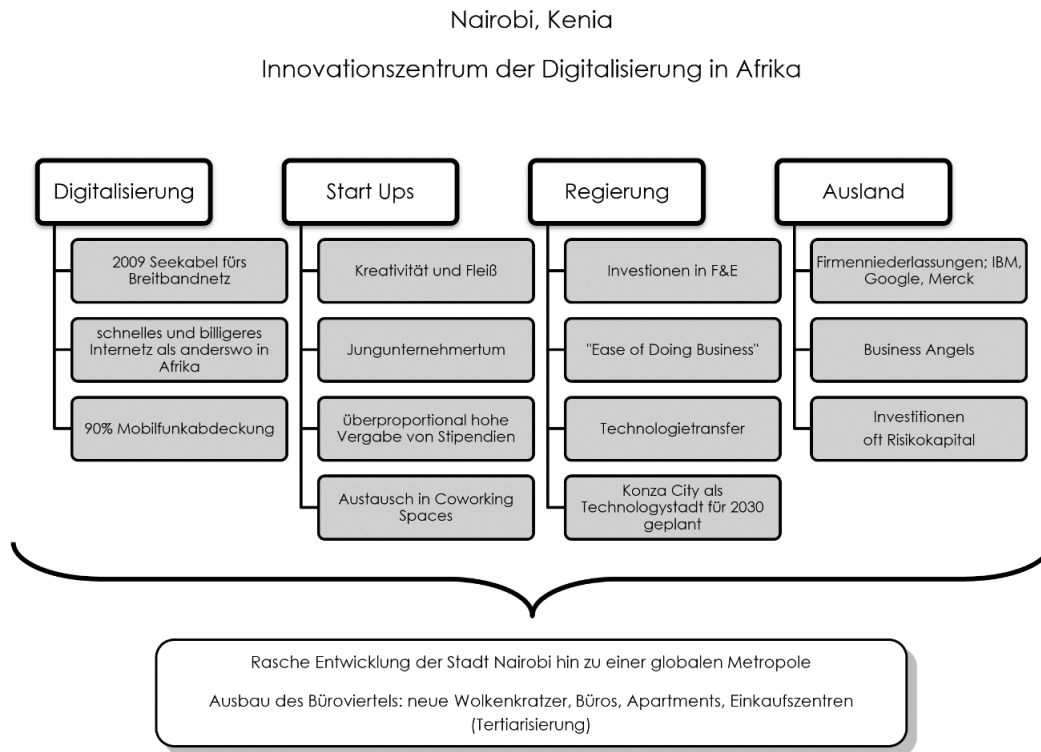 Nairobi, Kenia
Innovationszentrum der Digitalisierung in Afrika
Digitalisierung
2009 Seekabel fürs
Breitbandnetz
schnelles und billigeres
Internetz als anderswo in
Afrika
90% Mobilfunkabdeckung
Start Ups
Kreativität und Fleiß
Jungunternehmertum
überproportional hohe
Vergabe von Stipendien
Austausch in Coworking
Spaces
Regierung
Investionen in F&E
"Ease of Doing Business"
Technologietransfer
Konza City als
Technologystadt für 2030
geplant
Ausland
Firmenniederlassungen; IBM,
Google, Merck
Business Angels
Investitionen
oft Risikokapital
Rasche Entwicklung der Stadt Nairobi hin zu einer globalen Metropole
Ausbau des Büroviertels: neue Wolkenkratzer, Büros, Apartments, Einkaufszentren
(Tertiarisierung)